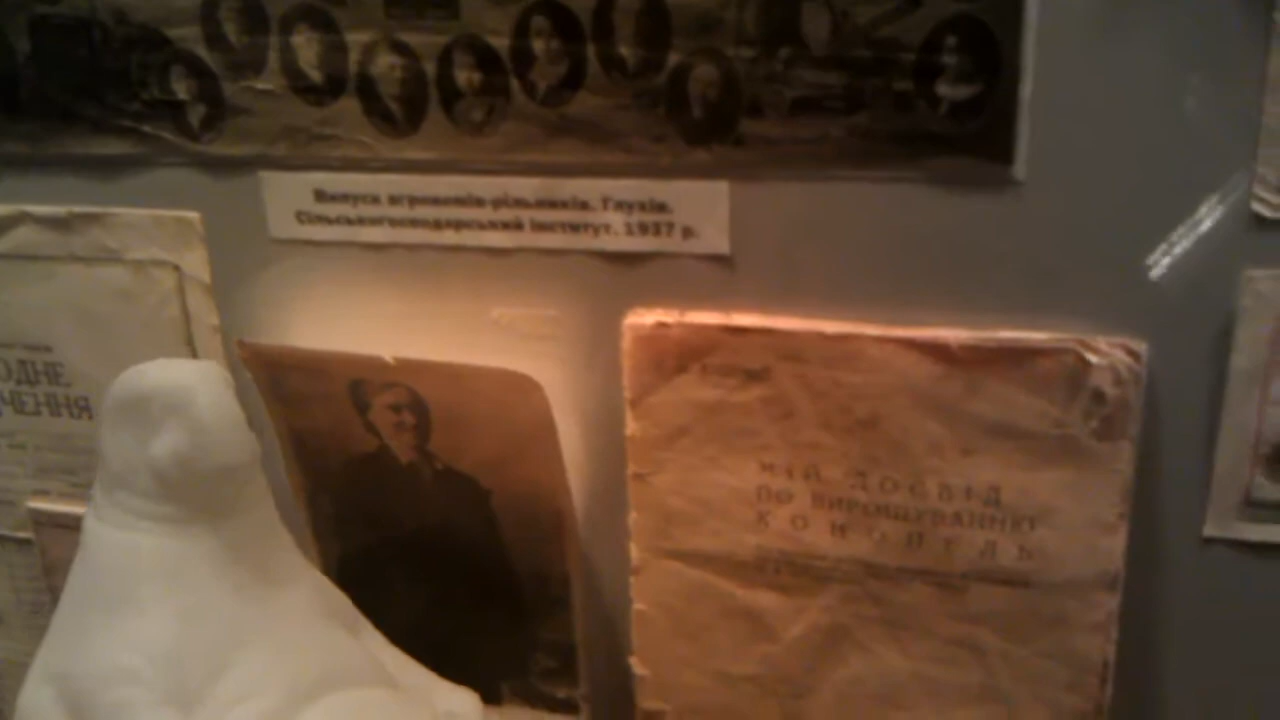 Випуск агрономів-рільників. Глухів.
Сільськогосподарський інститут. 1937 р.
ОДНЕ
ЧЕННЯ
МІЙ ДОСВІД
ПО ВИРОЩУВАННЮ
КОНОПЕЛЬ